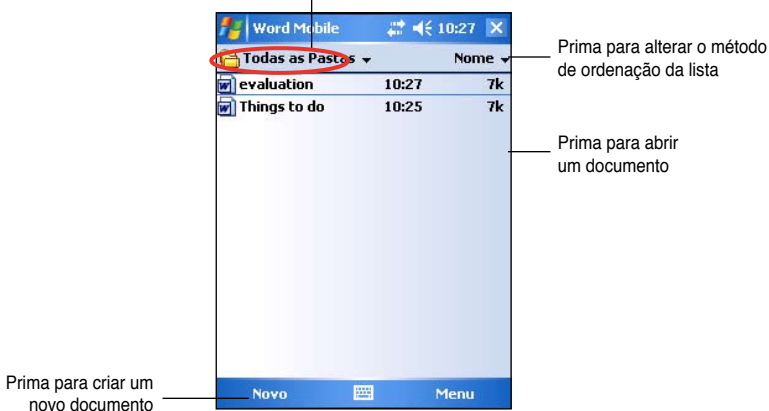 Word Mobile 10:27
Todas as Pastas Nome
evaluation 10:27 7k
Things to do 10:25 7k
Prima para alterar o método
de ordenação da lista
Prima para abrir
um documento
Prima para criar um
novo documento
Novo Menu